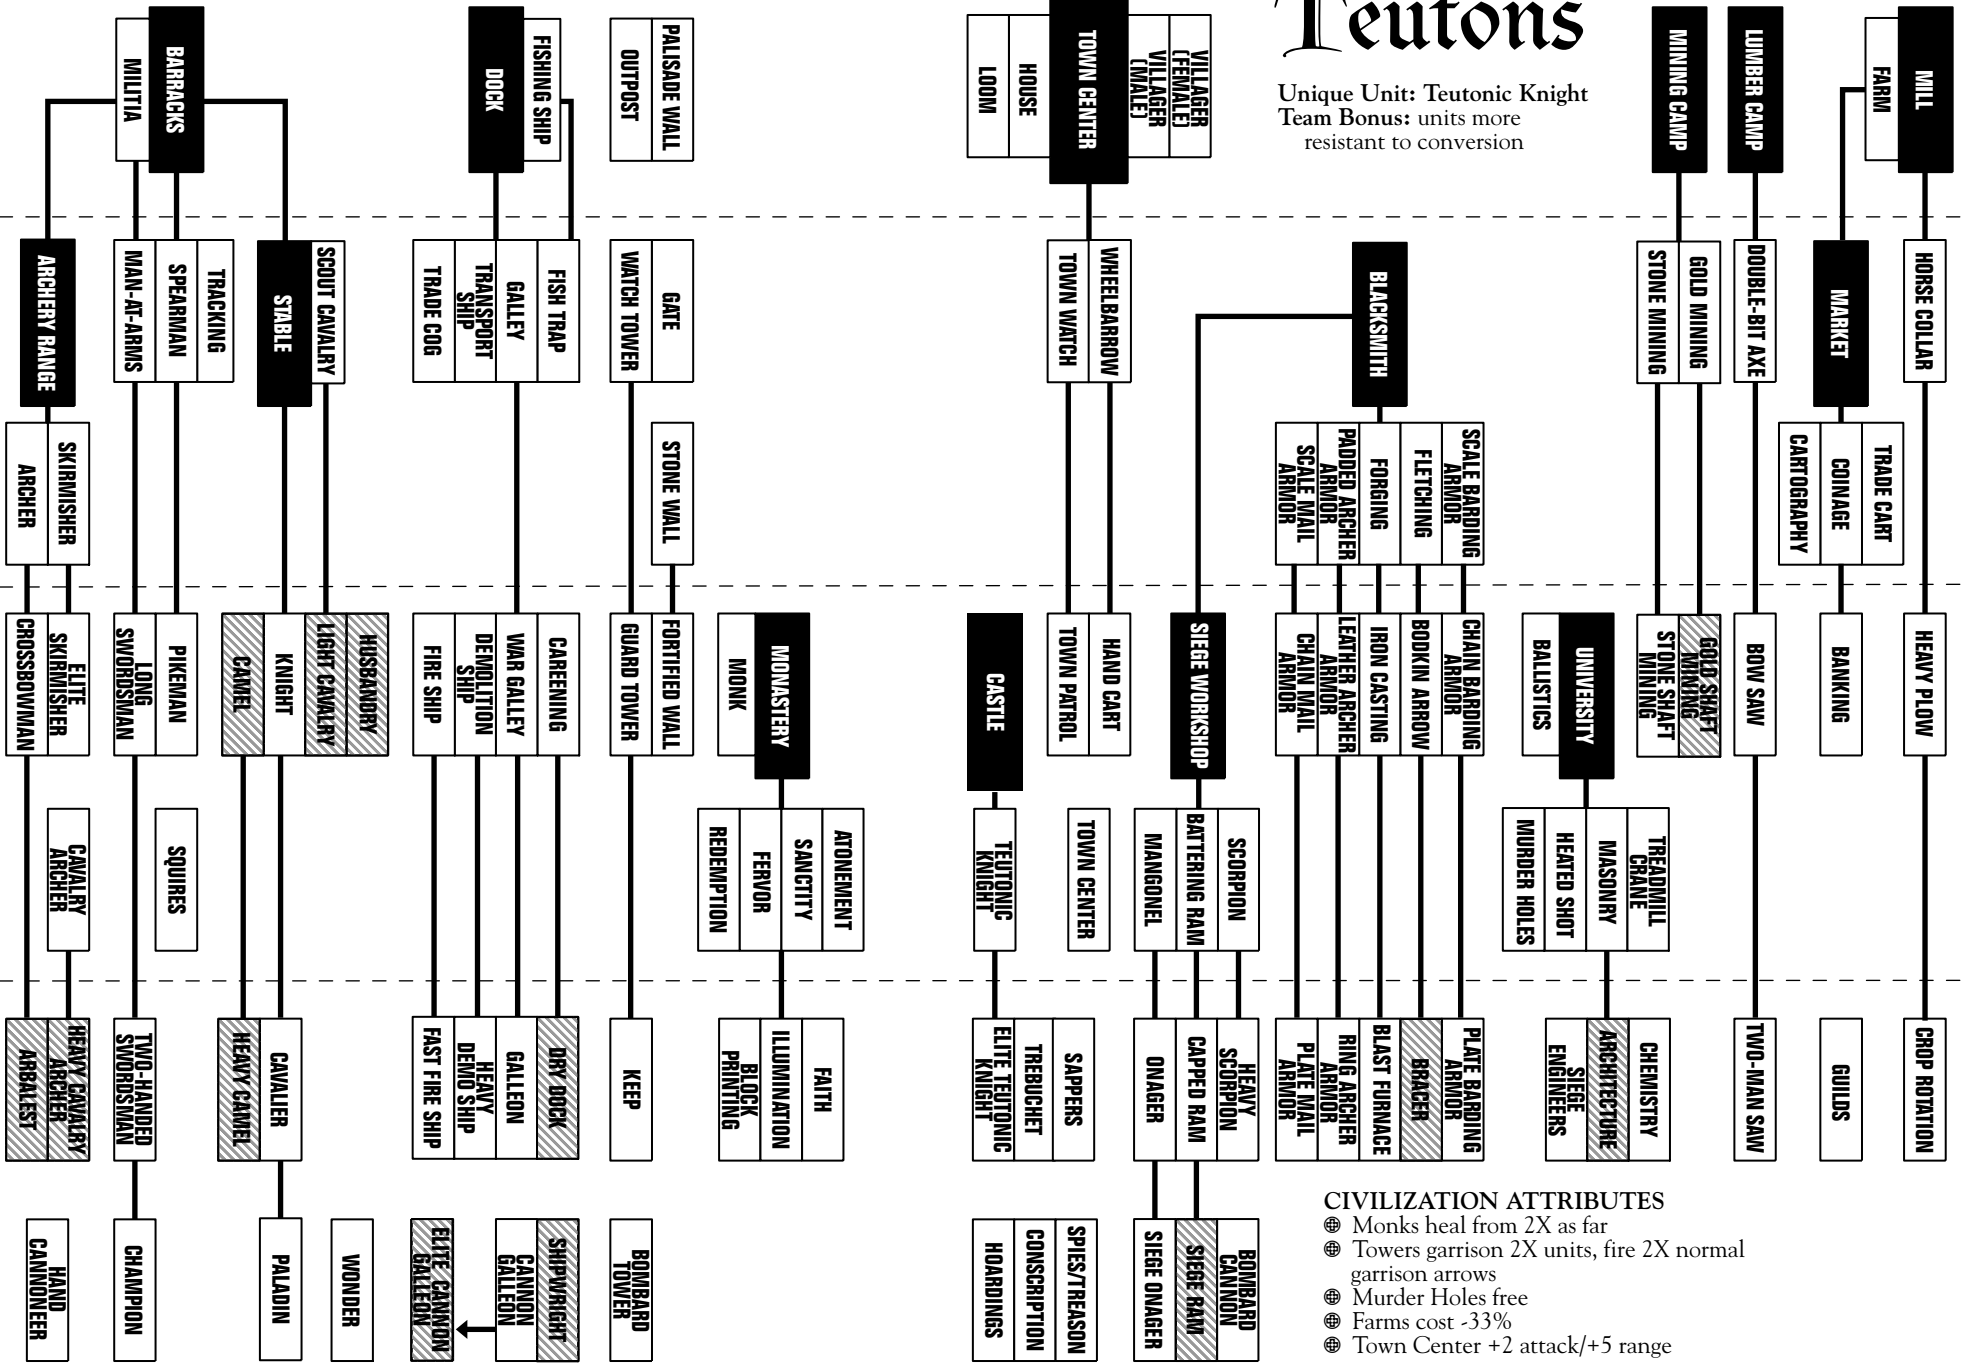 Teutons
Unique Unit: Teutonic Knight
Team Bonus: units more
resistant to conversion
BARRACKS
MILITIA
DOCK
FISHING SHIP
OUTPOST
PALISADE WALL
LOOM
HOUSE
TOWN CENTER
VILLAGER
(MALE)
VILLAGER
(FEMALE)
MINING CAMP
LUMBER CAMP
FARM
MILL
ARCHERY RANGE
MAN-AT-ARMS
SPEARMAN
TRACKING
STABLE
SCOUT CAVALRY
TRADE COG
TRANSPORT
SHIP
GALLEY
FISH TRAP
WATCH TOWER
GATE
TOWN WATCH
WHEELBARROW
BLACKSMITH
STONE MINING
GOLD MINING
DOUBLE-BIT AXE
MARKET
HORSE COLLAR
ARCHER
SKIRMISHER
STONE WALL
SCALE MAIL
ARMOR
PADDED ARCHER
ARMOR
FORGING
FLETCHING
SCALE BARDING
ARMOR
CARTOGRAPHY
COINAGE
TRADE CART
CROSSBOWMAN
ELITE
SKIRMISHER
LONG
SWORDSMAN
PIKEMAN
CAMEL
KNIGHT
LIGHT CAVALRY
HUSBANDRY
FIRE SHIP
DEMOLITION
SHIP
WAR GALLEY
CAREENING
GUARD TOWER
FORTIFIED WALL
MONK
MONASTERY
CASTLE
TOWN PATROL
HAND CART
SIEGE WORKSHOP
CHAIN MAIL
ARMOR
LEATHER ARCHER
ARMOR
IRON CASTING
BODKIN ARROW
CHAIN BARDING
ARMOR
BALLISTICS
UNIVERSITY
STONE SHAFT
MINING
GOLD SHAFT
MINING
BOW SAW
BANKING
HEAVY PLOW
CAVALRY
ARCHER
SQUIRES
REDEMPTION
FERVOR
SANCTITY
ATONEMENT
TEUTONIC
KNIGHT
TOWN CENTER
MANGONEL
BATTERING RAM
SCORPION
MURDER HOLES
HEATED SHOT
MASONRY
TREADMILL
CRANE
ARBALEST
HEAVY CAVALRY
ARCHER
TWO-HANDED
SWORDSMAN
HEAVY CAMEL
CAVALIER
FAST FIRE SHIP
HEAVY
DEMO SHIP
GALLEON
DRY DOCK
KEEP
BLOCK
PRINTING
ILLUMINATION
FAITH
ELITE TEUTONIC
KNIGHT
TREBUCHET
SAPPERS
ONAGER
CAPPED RAM
HEAVY
SCORPION
PLATE MAIL
ARMOR
RING ARCHER
ARMOR
BLAST FURNACE
BRACER
PLATE BARDING
ARMOR
SIEGE
ENGINEERS
ARCHITECTURE
CHEMISTRY
TWO-MAN SAW
GUILDS
CROP ROTATION
HAND
CANNONEER
CHAMPION
PALADIN
WONDER
ELITE CANNON
GALLEON
CANNON
GALLEON
SHIPWRIGHT
BOMBARD
TOWER
HOARDINGS
CONSCRIPTION
SPIES/TREASON
SIEGE ONAGER
SIEGE RAM
BOMBARD
CANNON
CIVILIZATION ATTRIBUTES
Monks heal from 2X as far
Towers garrison 2X units, fire 2X normal
garrison arrows
Murder Holes free
Farms cost -33%
Town Center +2 attack/+5 range